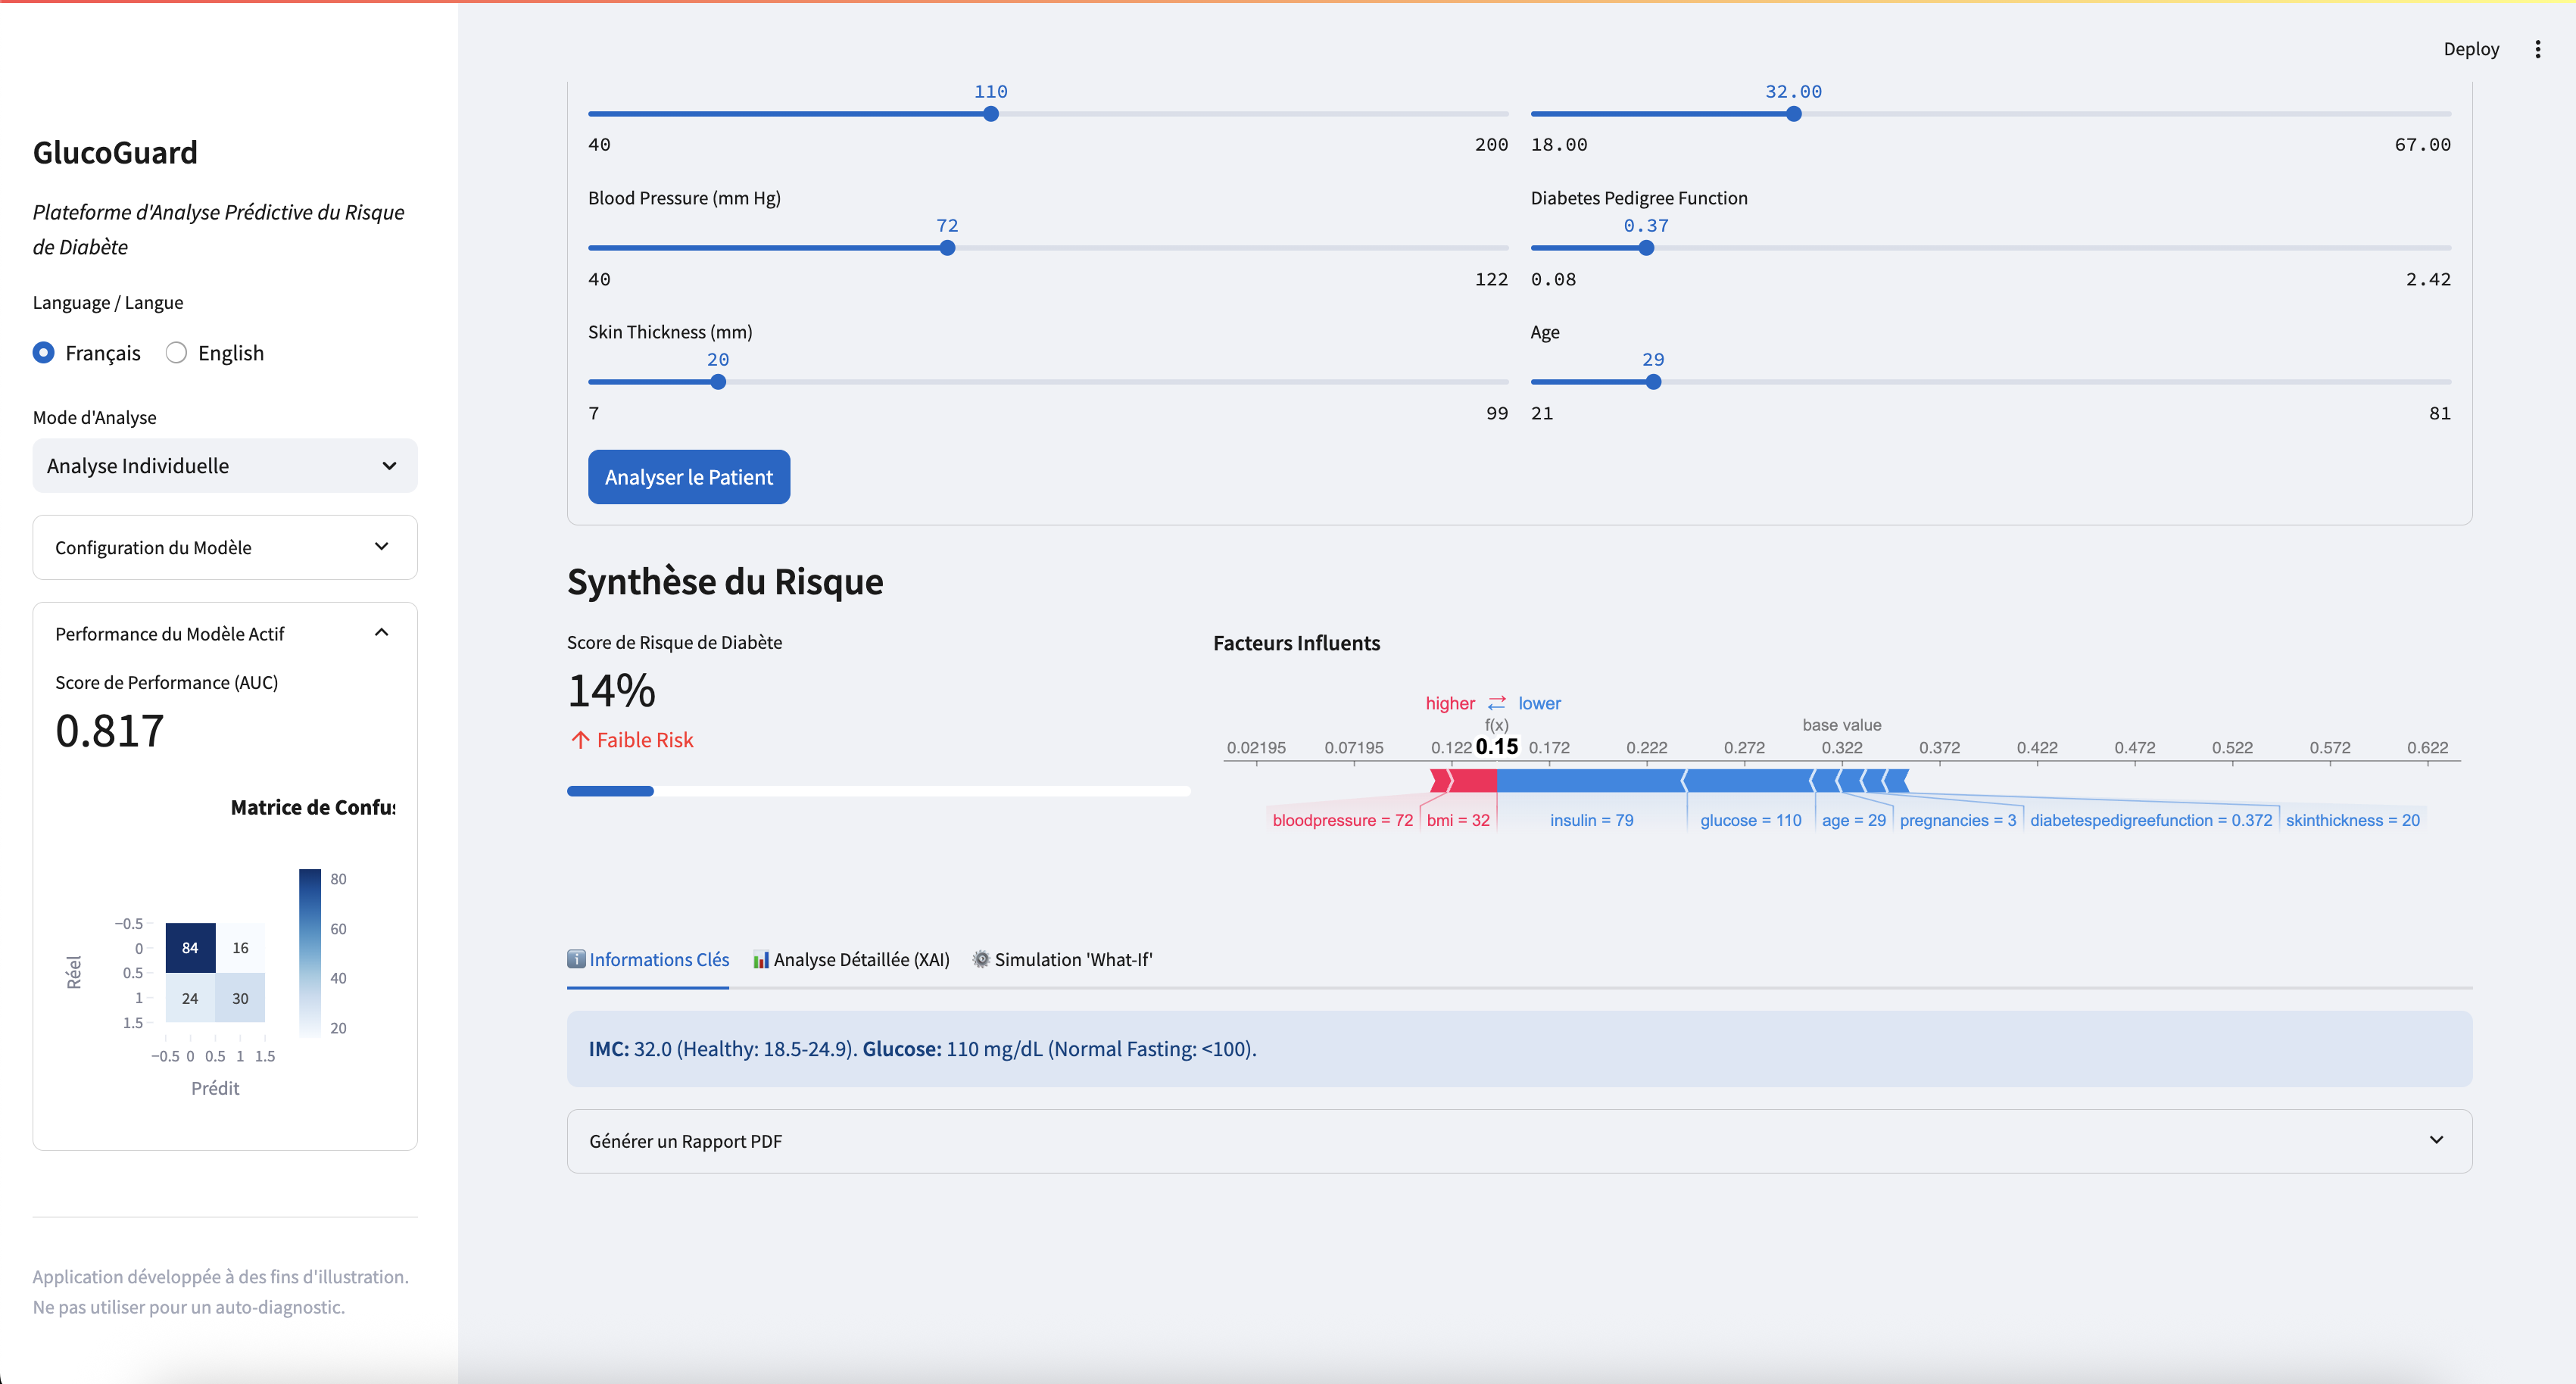 Deploy
GlucoGuard
Plateforme d'Analyse Prédictive du Risque
de Diabète
Language / Langue
Français English
Mode d'Analyse
Analyse Individuelle
Configuration du Modèle
Performance du Modèle Actif
Score de Performance (AUC)
0.817
Matrice de Confu
80
60
40
20
−0.5
0
0.5
1
1.5
84 16
24 30
Réel
−0.5 0 0.5 1 1.5
Prédit
Application développée à des fins d'illustration.
Ne pas utiliser pour un auto-diagnostic.
110
40 200
32.00
18.00 67.00
Blood Pressure (mm Hg)
72
40 122
Diabetes Pedigree Function
0.37
0.08 2.42
Skin Thickness (mm)
20
7 99
Age
29
21 81
Analyser le Patient
Synthèse du Risque
Score de Risque de Diabète
14%
Faible Risk
Facteurs Influents
higher lower
f(x) base value
0.02195 0.07195 0.122 0.15 0.172 0.222 0.272 0.322 0.372 0.422 0.472 0.522 0.572 0.622
bloodpressure = 72 bmi = 32 insulin = 79 glucose = 110 age = 29 pregnancies = 3 diabetespedigreefunction = 0.372 skinthickness = 20
Informations Clés Analyse Détaillée (XAI) Simulation 'What-If'
IMC: 32.0 (Healthy: 18.5-24.9). Glucose: 110 mg/dL (Normal Fasting: <100).
Générer un Rapport PDF